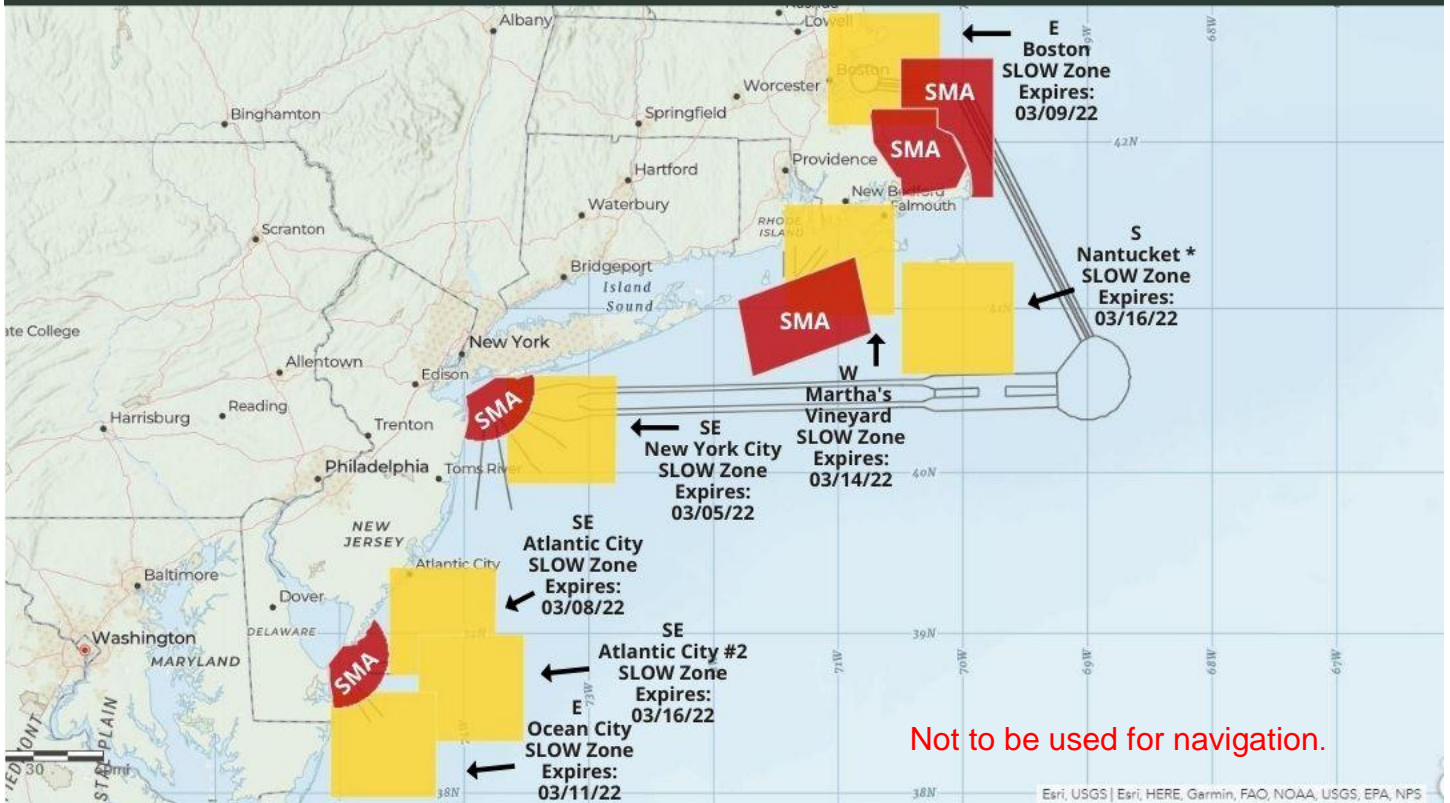 Albany
Lowell
E
Boston
SLOW Zone
Expires:
03/09/22
68W
Boston
Worcester
SMA
Binghamton
Springfield
42N
SMA
Providence
Hartford
New Bedford
Falmouth
Waterbury
RHODE
ISLAND
Scranton
S
Nantucket *
SLOW Zone
Expires:
03/16/22
Bridgeport
Island
Sound
SMA
ate College
New York
Allentown
Edison
W
Martha's
Vineyard
SLOW Zone
Expires:
03/14/22
Harrisburg
Reading
SMA
Trenton
SE
New York City
SLOW Zone
Expires:
03/05/22
Philadelphia
Toms River
40N
NEW
JERSEY
SE
Atlantic City
SLOW Zone
Expires:
03/08/22
Atlantic City
Baltimore
Dover
DELAWARE
Washington
MARYLAND
SMA
SE
Atlantic City #2
SLOW Zone
Expires:
03/16/22
39N
73W
71W
70W
69W
68W
67W
E
Ocean City
SLOW Zone
Expires:
03/11/22
Not to be used for navigation.
30
38N
38N
Esri, USGS | Esri, HERE, Garmin, FAO, NOAA, USGS, EPA, NPS